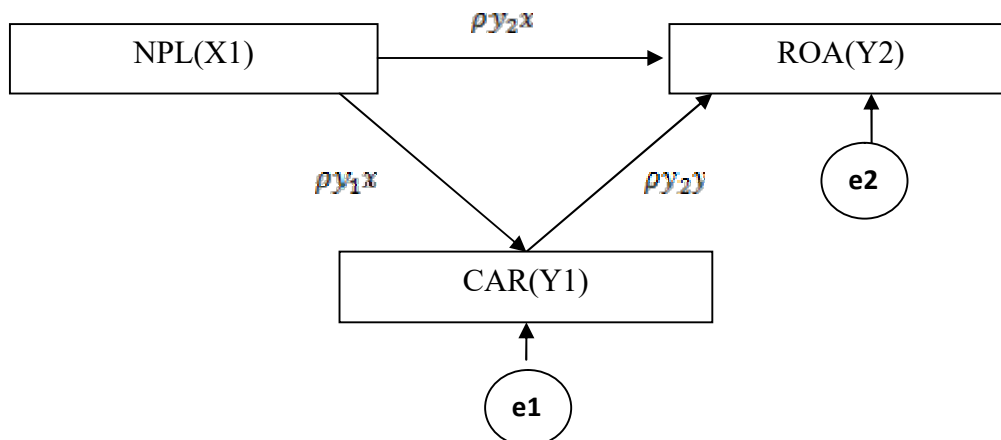 ρy₂x
NPL(X1)
ROA(Y2)
ρy₁x
ρy₂y
e2
CAR(Y1)
e1